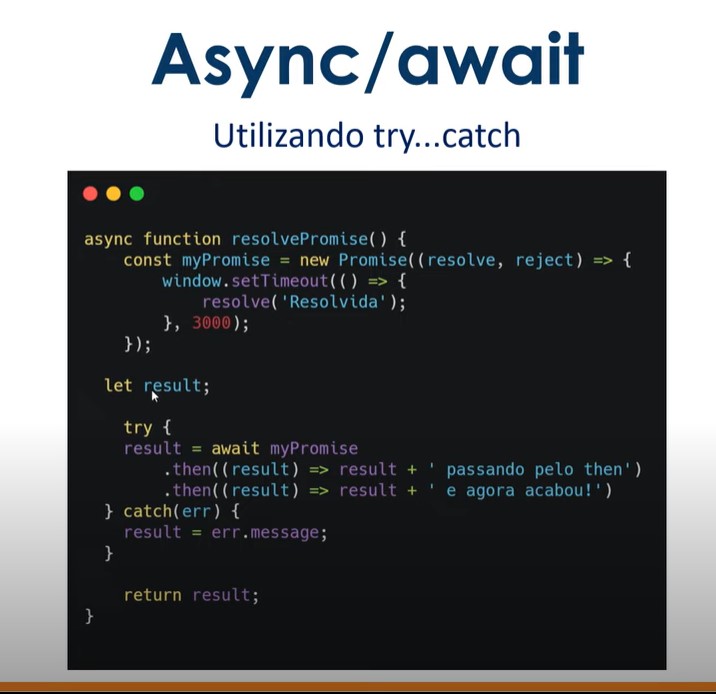 Async/await
Utilizando try...catch
async function resolvePromise() {
    const myPromise = new Promise((resolve, reject) => {
        window.setTimeout(() => {
            resolve('Resolvida');
        }, 3000);
    });
  let result;
    try {
    result = await myPromise
        .then((result) => result + ' passando pelo then')
        .then((result) => result + ' e agora acabou!')
  } catch(err) {
    result = err.message;
  }
    return result;
}